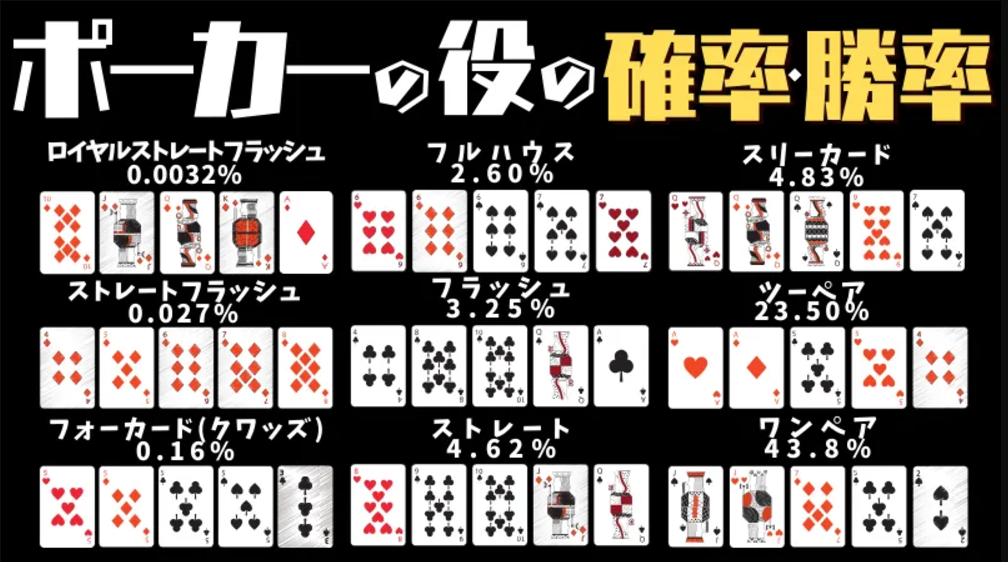 ポーカーの役の確率・勝率
ロイヤルストレートフラッシュ
0.0032%
フルハウス
2.60%
スリーカード
4.83%
ストレートフラッシュ
0.027%
フラッシュ
3.25%
ツーペア
23.50%
フォーカード(クワッズ)
0.16%
ストレート
4.62%
ワンペア
43.8%